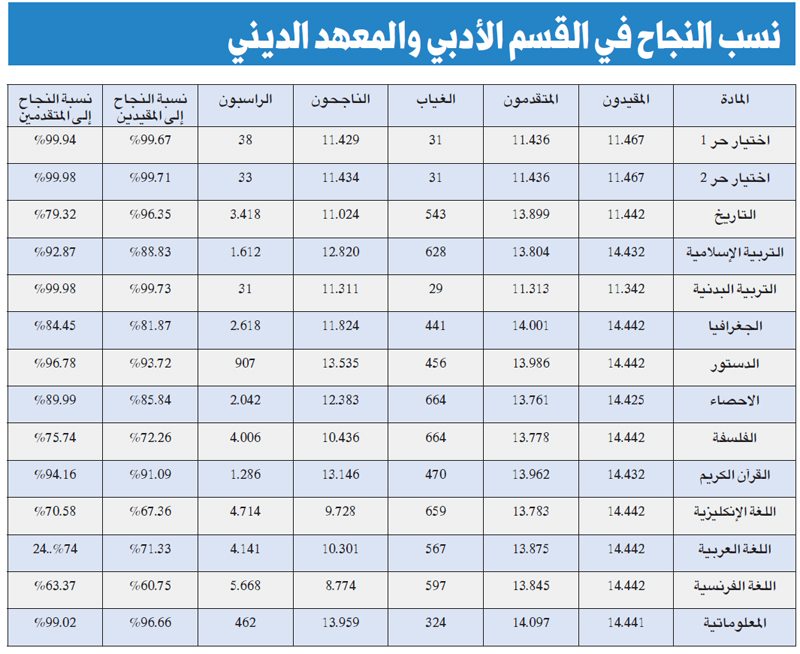 نسب النجاح في القسم الأدبي والمعهد الديني
المادة المقيدون المتقدمون الغياب الناجحون الراسبون نسبة النجاح إلى المقيدين نسبة النجاح إلى المتقدمين
اختيار حر 1 11.467 11.436 31 11.429 38 %99.67 %99.94
اختيار حر 2 11.467 11.436 31 11.434 33 %99.71 %99.98
التاريخ 11.442 13.899 543 11.024 3.418 %96.35 %79.32
التربية الإسلامية 14.432 13.804 628 12.820 1.612 %88.83 %92.87
التربية البدنية 11.342 11.313 29 11.311 31 %99.73 %99.98
الجغرافيا 14.442 14.001 441 11.824 2.618 %81.87 %84.45
الدستور 14.442 13.986 456 13.535 907 %93.72 %96.78
الاحصاء 14.425 13.761 664 12.383 2.042 %85.84 %89.99
الفلسفة 14.442 13.778 664 10.436 4.006 %72.26 %75.74
القرآن الكريم 14.432 13.962 470 13.146 1.286 %91.09 %94.16
اللغة الإنكليزية 14.442 13.783 659 9.728 4.714 %67.36 %70.58
اللغة العربية 14.442 13.875 567 10.301 4.141 %71.33 24..%74
اللغة الفرنسية 14.442 13.845 597 8.774 5.668 %60.75 %63.37
المعلوماتية 14.441 14.097 324 13.959 462 %96.66 %99.02